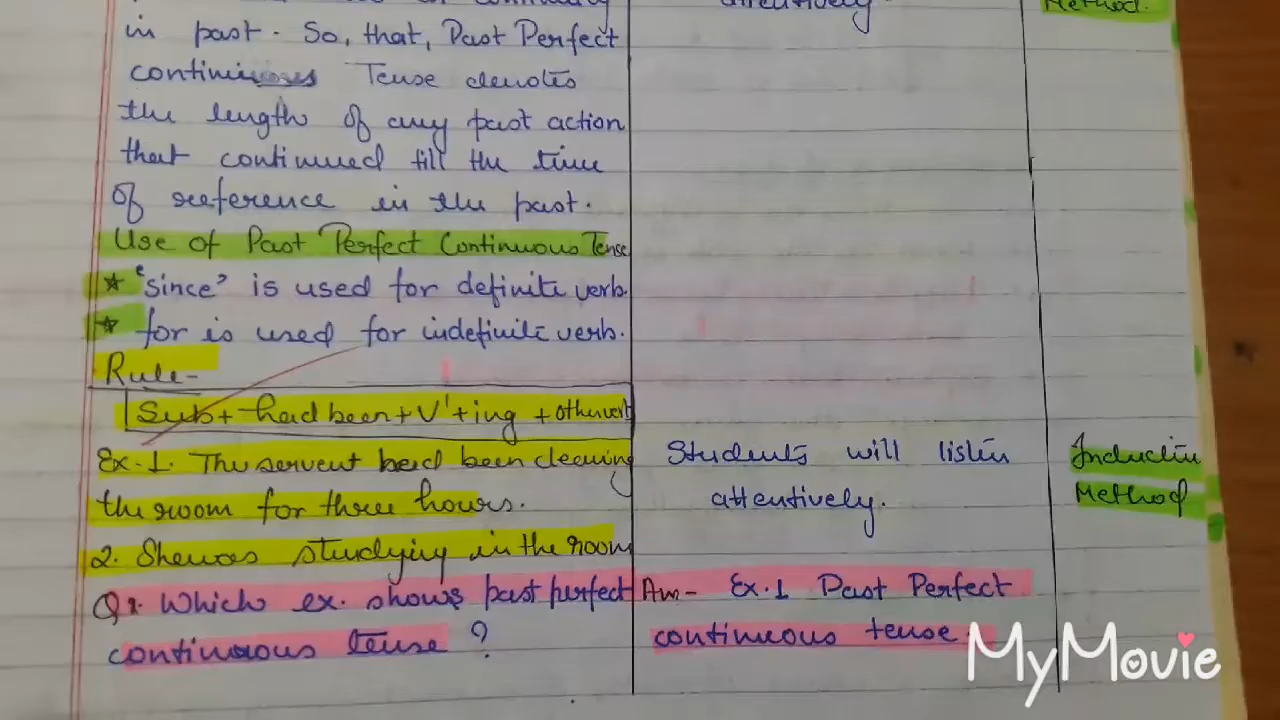 in past. So, that, Past Perfect
continuous Tense denotes
the length of any past action
that continued till the time
of reference in the past.
Use of Past Perfect Continuous Tense
* "since" is used for definite verb.
* for is used for indefinite verb.
Rule-
Sub+ had been + V'+ing + other verb
Ex-1. The servent had been cleaning
the room for three hours.
2. She was studying in the room
Q1. Which ex. shows past perfect
continuous tense ?
attentively.
Students will listen
attentively.
Ans- Ex.1 Past Perfect
continuous tense.
Method.
Inductive
Method
MyMovie